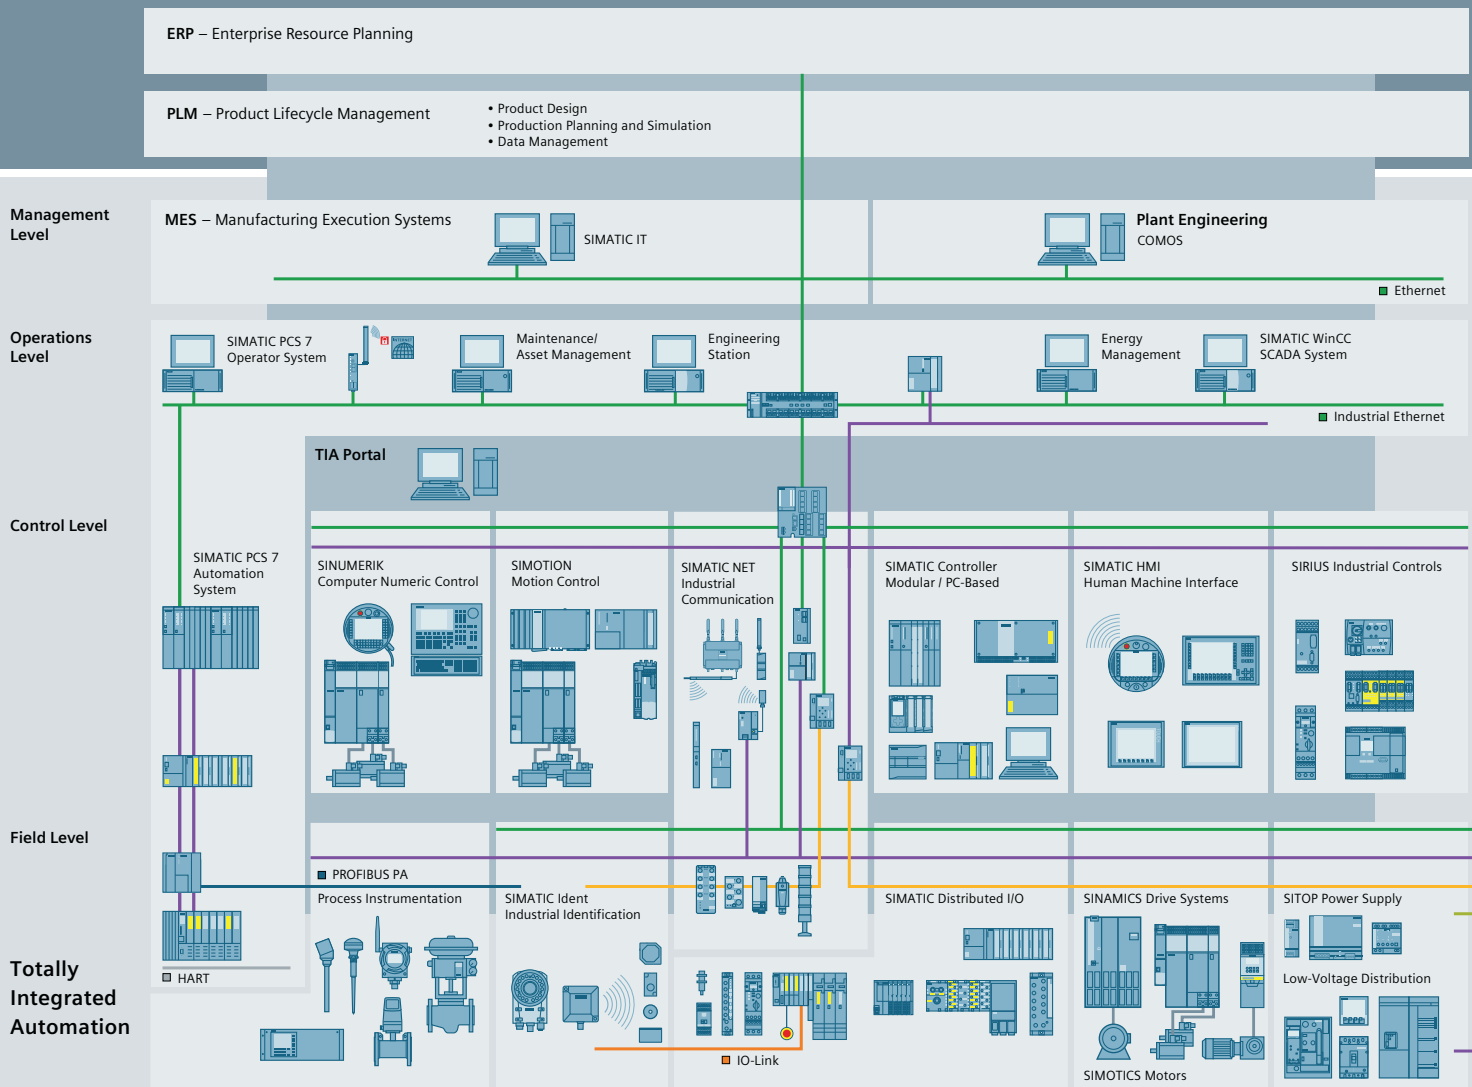 ERP – Enterprise Resource Planning
PLM – Product Lifecycle Management
• Product Design
• Production Planning and Simulation
• Data Management
Management
Level
MES – Manufacturing Execution Systems
SIMATIC IT
Plant Engineering
COMOS
Ethernet
Operations
Level
SIMATIC PCS 7
Operator System
INTERNET
Maintenance/
Asset Management
Engineering
Station
Energy
Management
SIMATIC WinCC
SCADA System
Industrial Ethernet
TIA Portal
Control Level
SIMATIC PCS 7
Automation
System
SINUMERIK
Computer Numeric Control
SIMOTION
Motion Control
SIMATIC NET
Industrial
Communication
SIMATIC Controller
Modular / PC-Based
SIMATIC HMI
Human Machine Interface
SIRIUS Industrial Controls
Field Level
PROFIBUS PA
Process Instrumentation
SIMATIC Ident
Industrial Identification
SIMATIC Distributed I/O
SINAMICS Drive Systems
SITOP Power Supply
HART
Low-Voltage Distribution
Totally
Integrated
Automation
IO-Link
SIMOTICS Motors